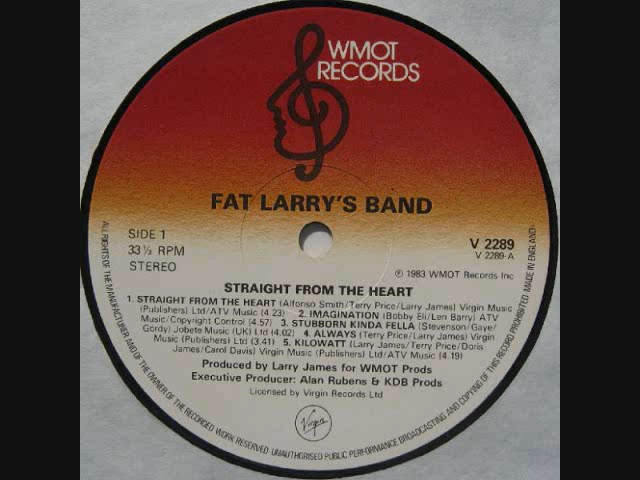 WMOT
RECORDS
FAT LARRY'S BAND
SIDE 1
33⅓ RPM
STEREO
V 2289
V 2289-A
℗ 1983 WMOT Records Inc
STRAIGHT FROM THE HEART
1. STRAIGHT FROM THE HEART (Alfonso Smith/Terry Price/Larry James) Virgin Music
(Publishers) Ltd/ATV Music (4.23) 2. IMAGINATION (Bobby Eli/Len Barry) ATV
Music/Copyright Control (4.57) 3. STUBBORN KINDA FELLA (Stevenson/Gaye/
Gordy) Jobete Music (UK) Ltd (4.02) 4. ALWAYS (Terry Price/Larry James) Virgin
Music (Publishers) Ltd (3.41) 5. KILOWATT (Larry James/Terry Price/Doris
James/Carol Davis) Virgin Music (Publishers) Ltd/ATV Music (4.19)
Produced by Larry James for WMOT Prods
Executive Producer: Alan Rubens & KDB Prods
Licensed by Virgin Records Ltd
Virgin
ALL RIGHTS OF THE MANUFACTURER AND OF THE OWNER OF THE RECORDED WORK RESERVED·UNAUTHORISED PUBLIC PERFORMANCE BROADCASTING AND COPYING OF THIS RECORD PROHIBITED MADE IN ENGLAND·